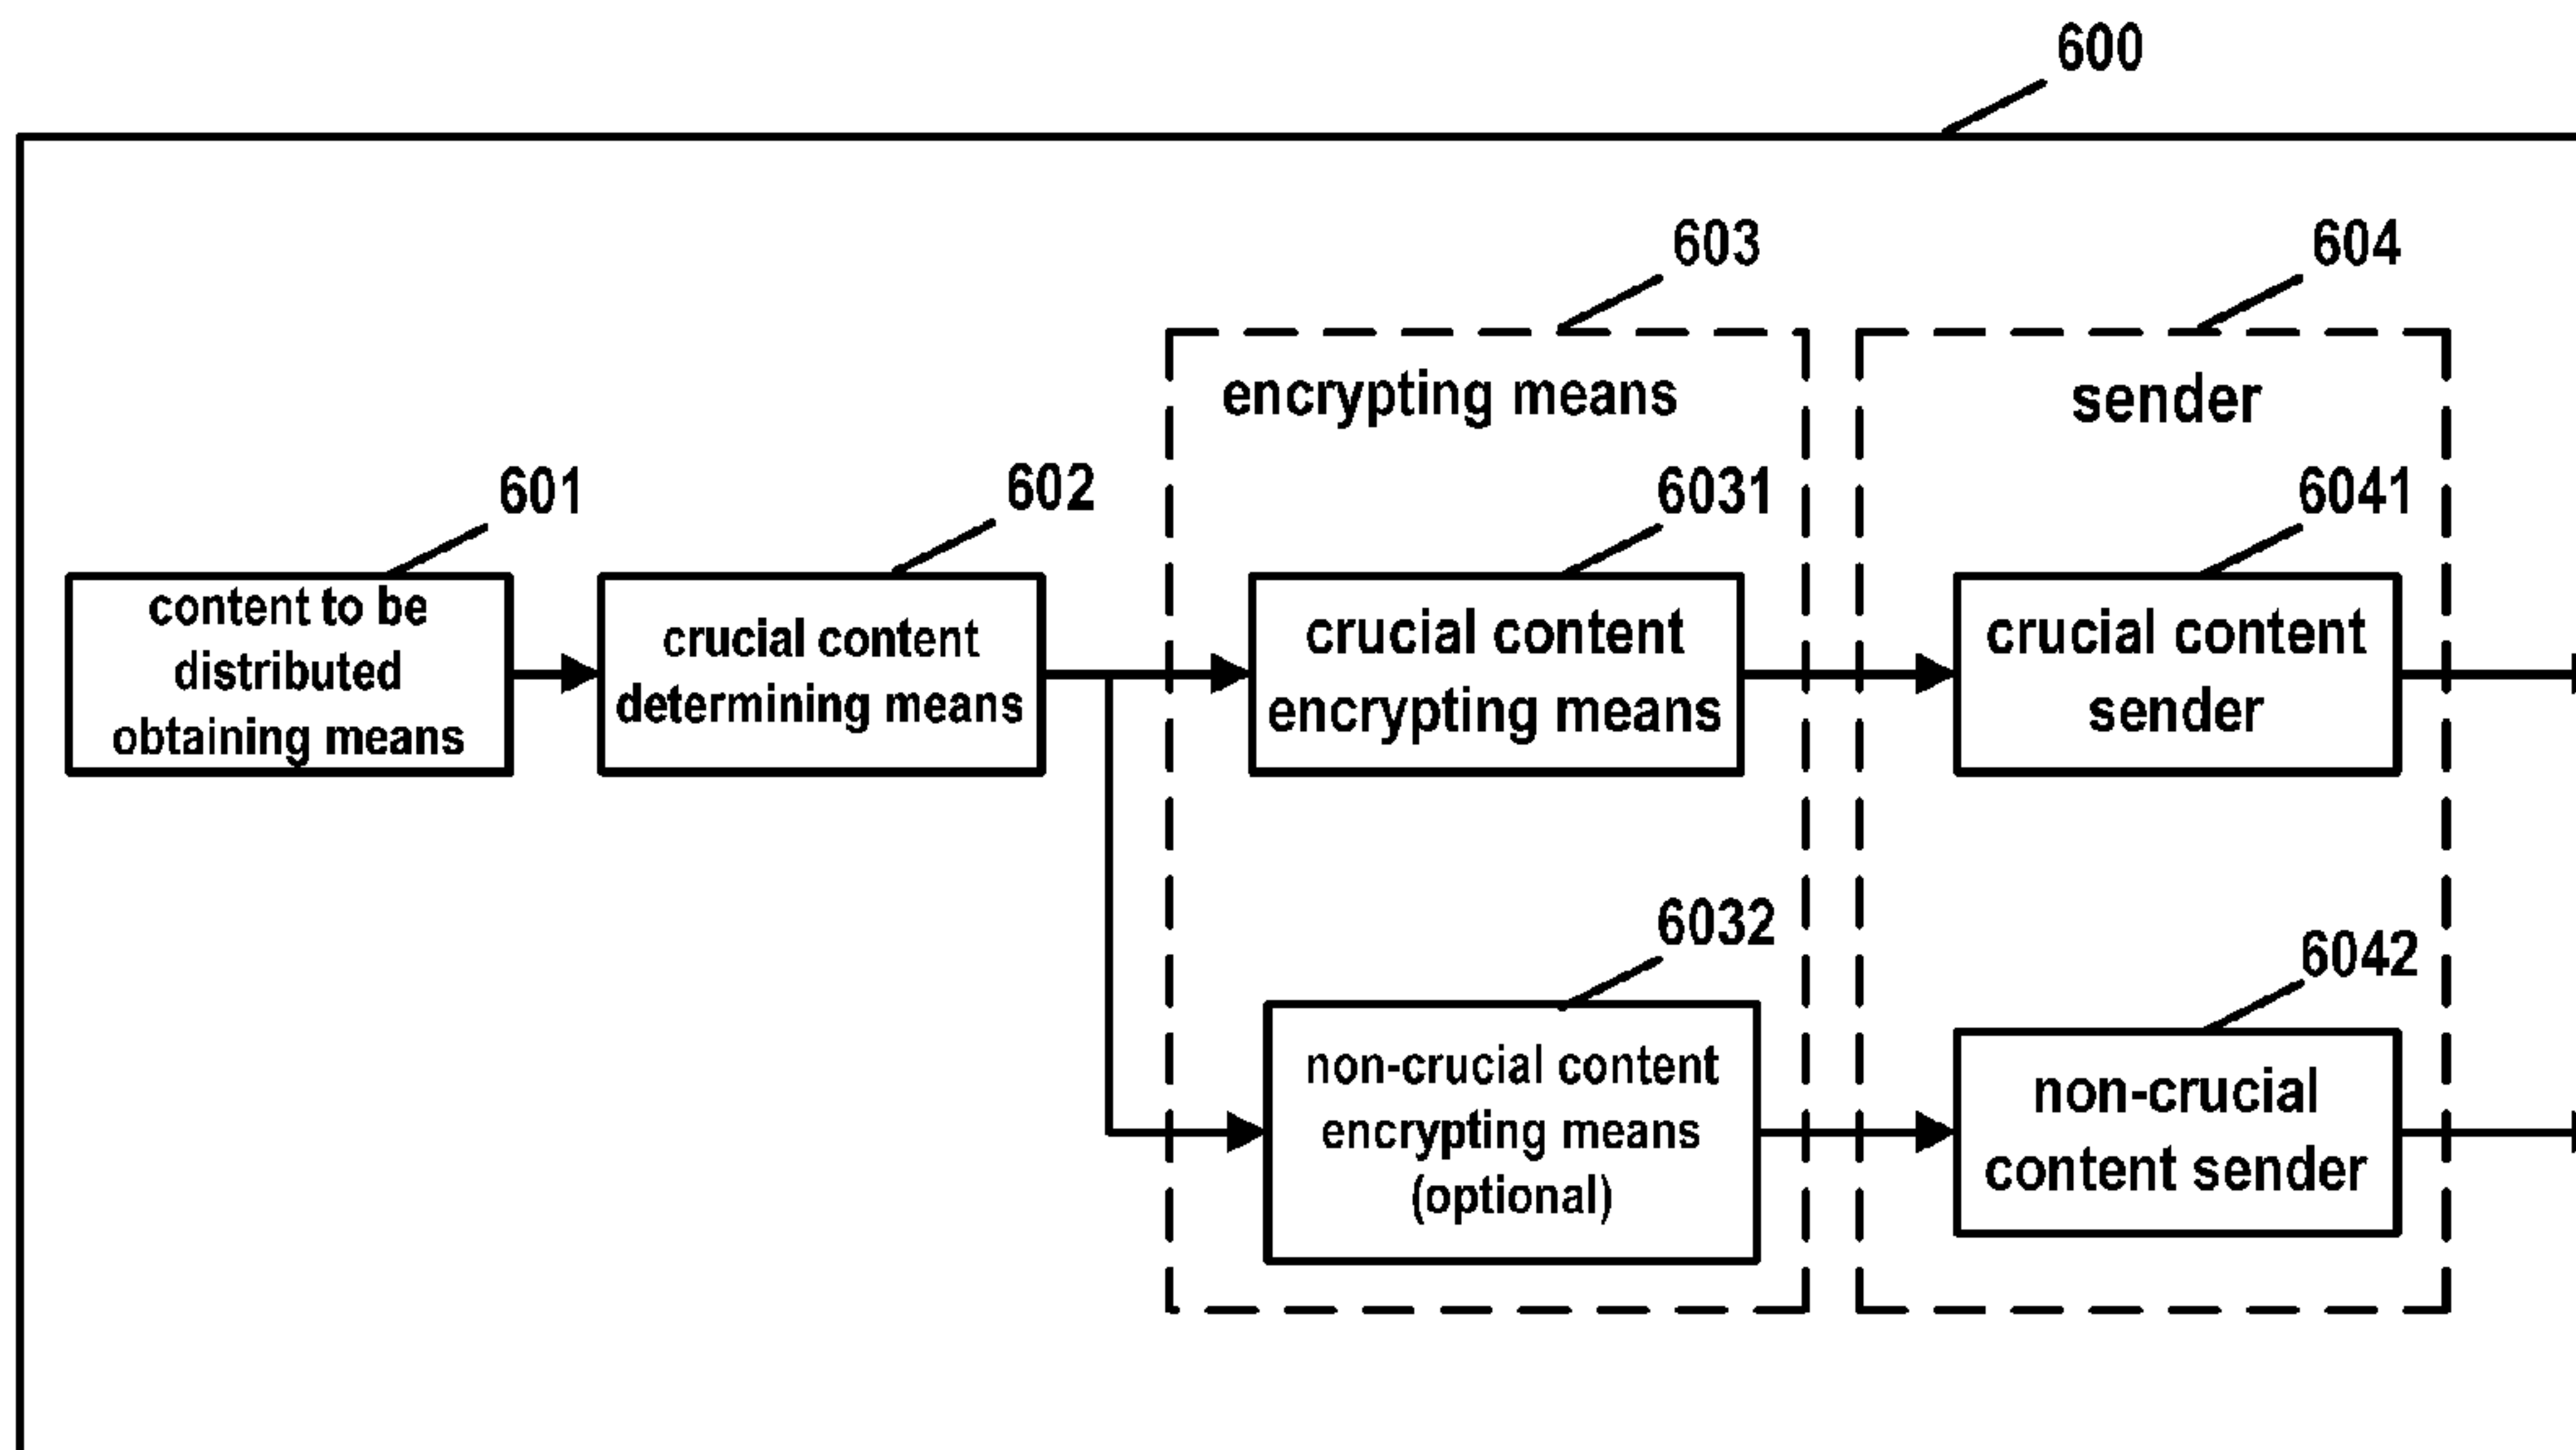 600
603
604
encrypting means
sender
601
602
6031
6041
content to be
distributed
obtaining means
crucial content
determining means
crucial content
encrypting means
crucial content
sender
6032
6042
non-crucial content
encrypting means
(optional)
non-crucial
content sender